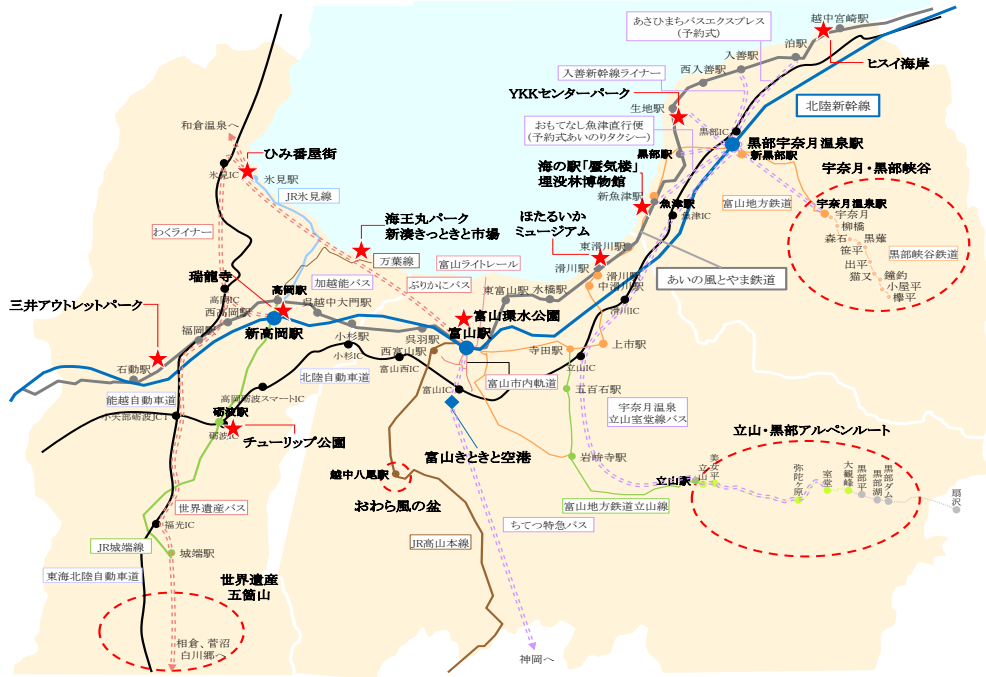 あさひまちバスエクスプレス
(予約式)
越中宮崎駅
泊駅
入善駅
ヒスイ海岸
西入善駅
入善新幹線ライナー
YKKセンターパーク
生地駅
北陸新幹線
おもてなし魚津直行便
(予約式あいのりタクシー)
黒部IC
黒部宇奈月温泉駅
和倉温泉へ
黒部駅
新黒部駅
ひみ番屋街
海の駅「蜃気楼」
埋没林博物館
宇奈月・黒部峡谷
氷見IC
氷見駅
JR氷見線
新魚津駅
魚津駅
魚津IC
富山地方鉄道
宇奈月温泉駅
宇奈月
柳橋
森石
黒薙
笹平
黒部峡谷鉄道
出平
猫又
鐘釣
小屋平
欅平
海王丸パーク
新湊きっときと市場
ほたるいか
ミュージアム
わくライナー
万葉線
富山ライトレール
東滑川駅
滑川駅
滑川駅
中滑川駅
滑川IC
あいの風とやま鉄道
瑞龍寺
加越能バス
ぶりかにバス
高岡駅
高岡IC
西高岡駅
越中大門駅
呉羽駅
東富山駅
水橋駅
三井アウトレットパーク
福岡駅
新高岡駅
小杉駅
小杉IC
富山環水公園
富山駅
寺田駅
上市駅
石動駅
西富山駅
富山西IC
立山IC
北陸自動車道
富山IC
富山市内軌道
五百石駅
能越自動車道
高岡砺波スマートIC
小矢部砺波JCT
砺波駅
砺波IC
チューリップ公園
宇奈月温泉
立山室堂線バス
立山・黒部アルペンルート
富山きときと空港
岩峅寺駅
越中八尾駅
おわら風の盆
立山駅
立山
美女平
弥陀ヶ原
室堂
大観峰
黒部平
黒部湖
黒部ダム
扇沢
世界遺産バス
富山地方鉄道立山線
福光IC
ちてつ特急バス
JR城端線
城端駅
JR高山本線
東海北陸自動車道
世界遺産
五箇山
相倉、菅沼
白川郷へ
神岡へ